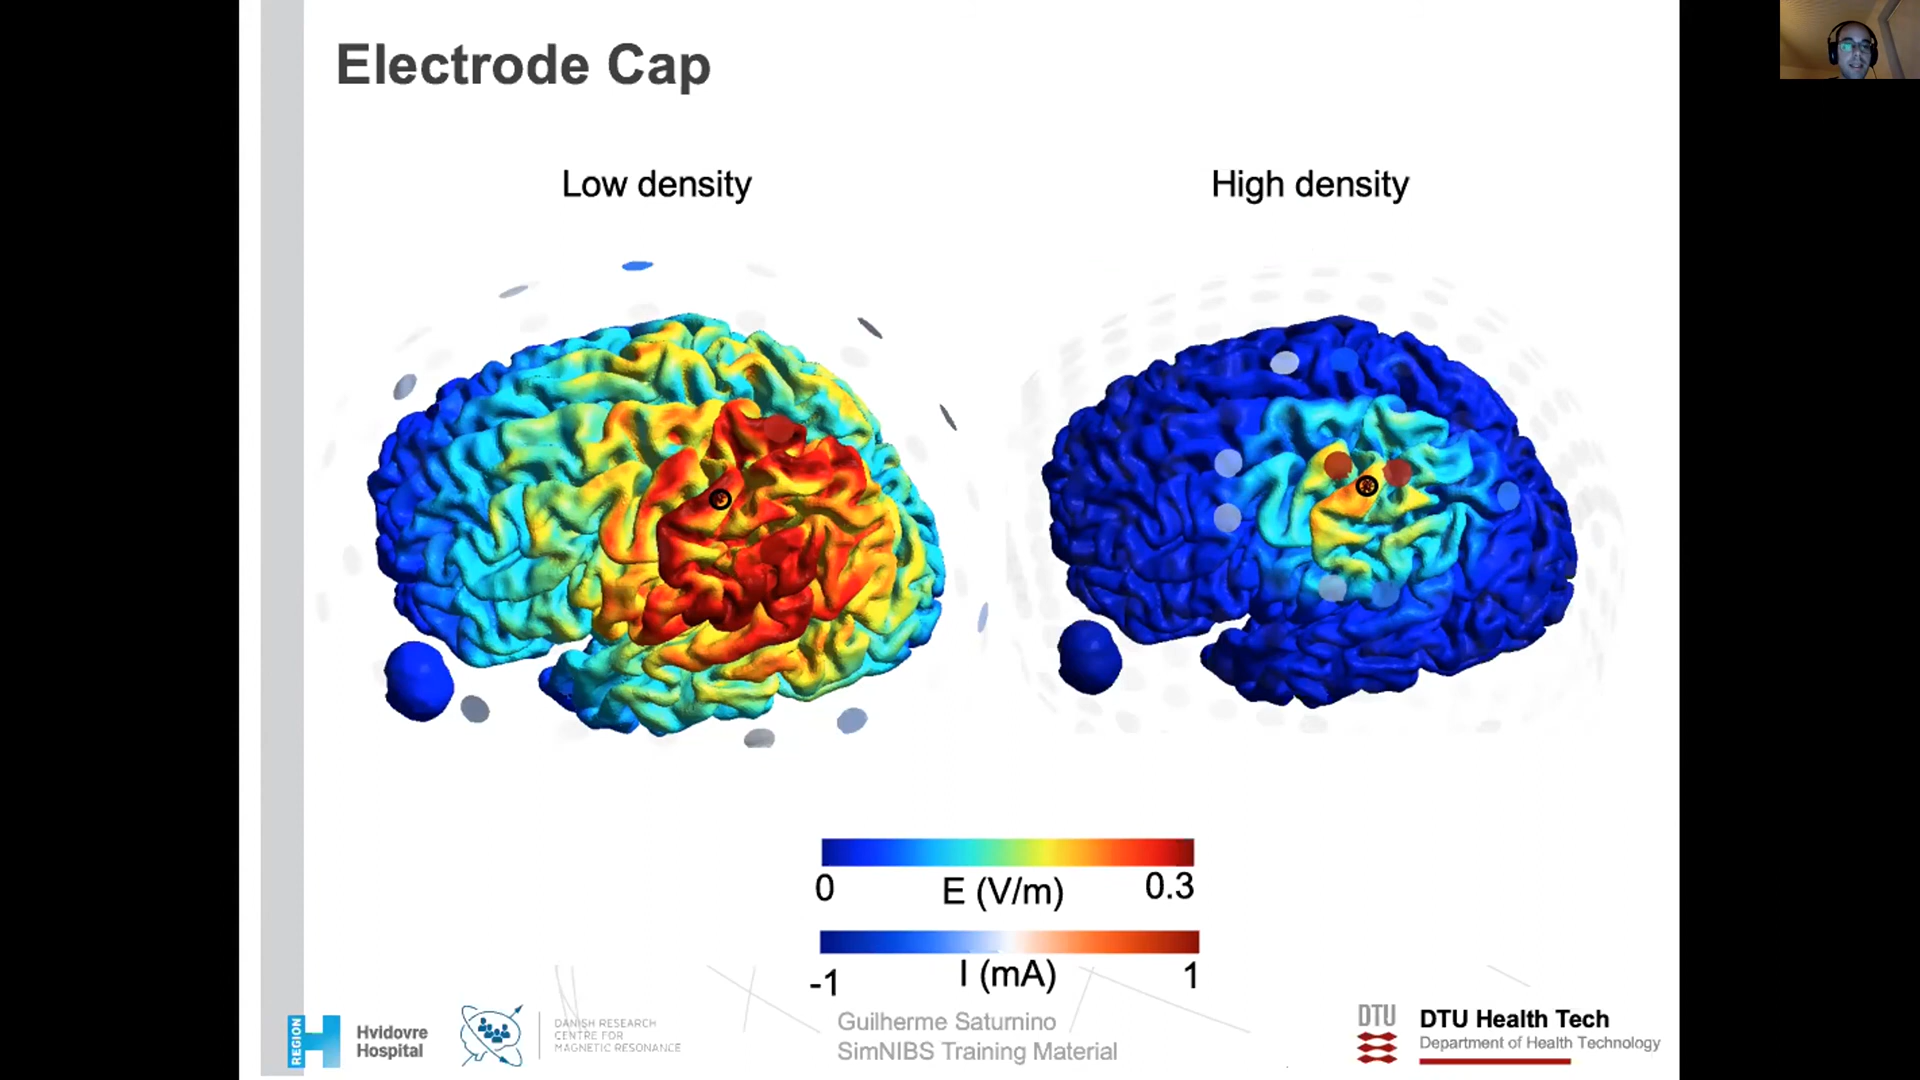 Electrode Cap
Low density
High density
0
E (V/m)
0.3
-1
I (mA)
1
REGION
Hvidovre
Hospital
DANISH RESEARCH
CENTRE FOR
MAGNETIC RESONANCE
Guilherme Saturnino
SimNIBS Training Material
DTU
DTU Health Tech
Department of Health Technology